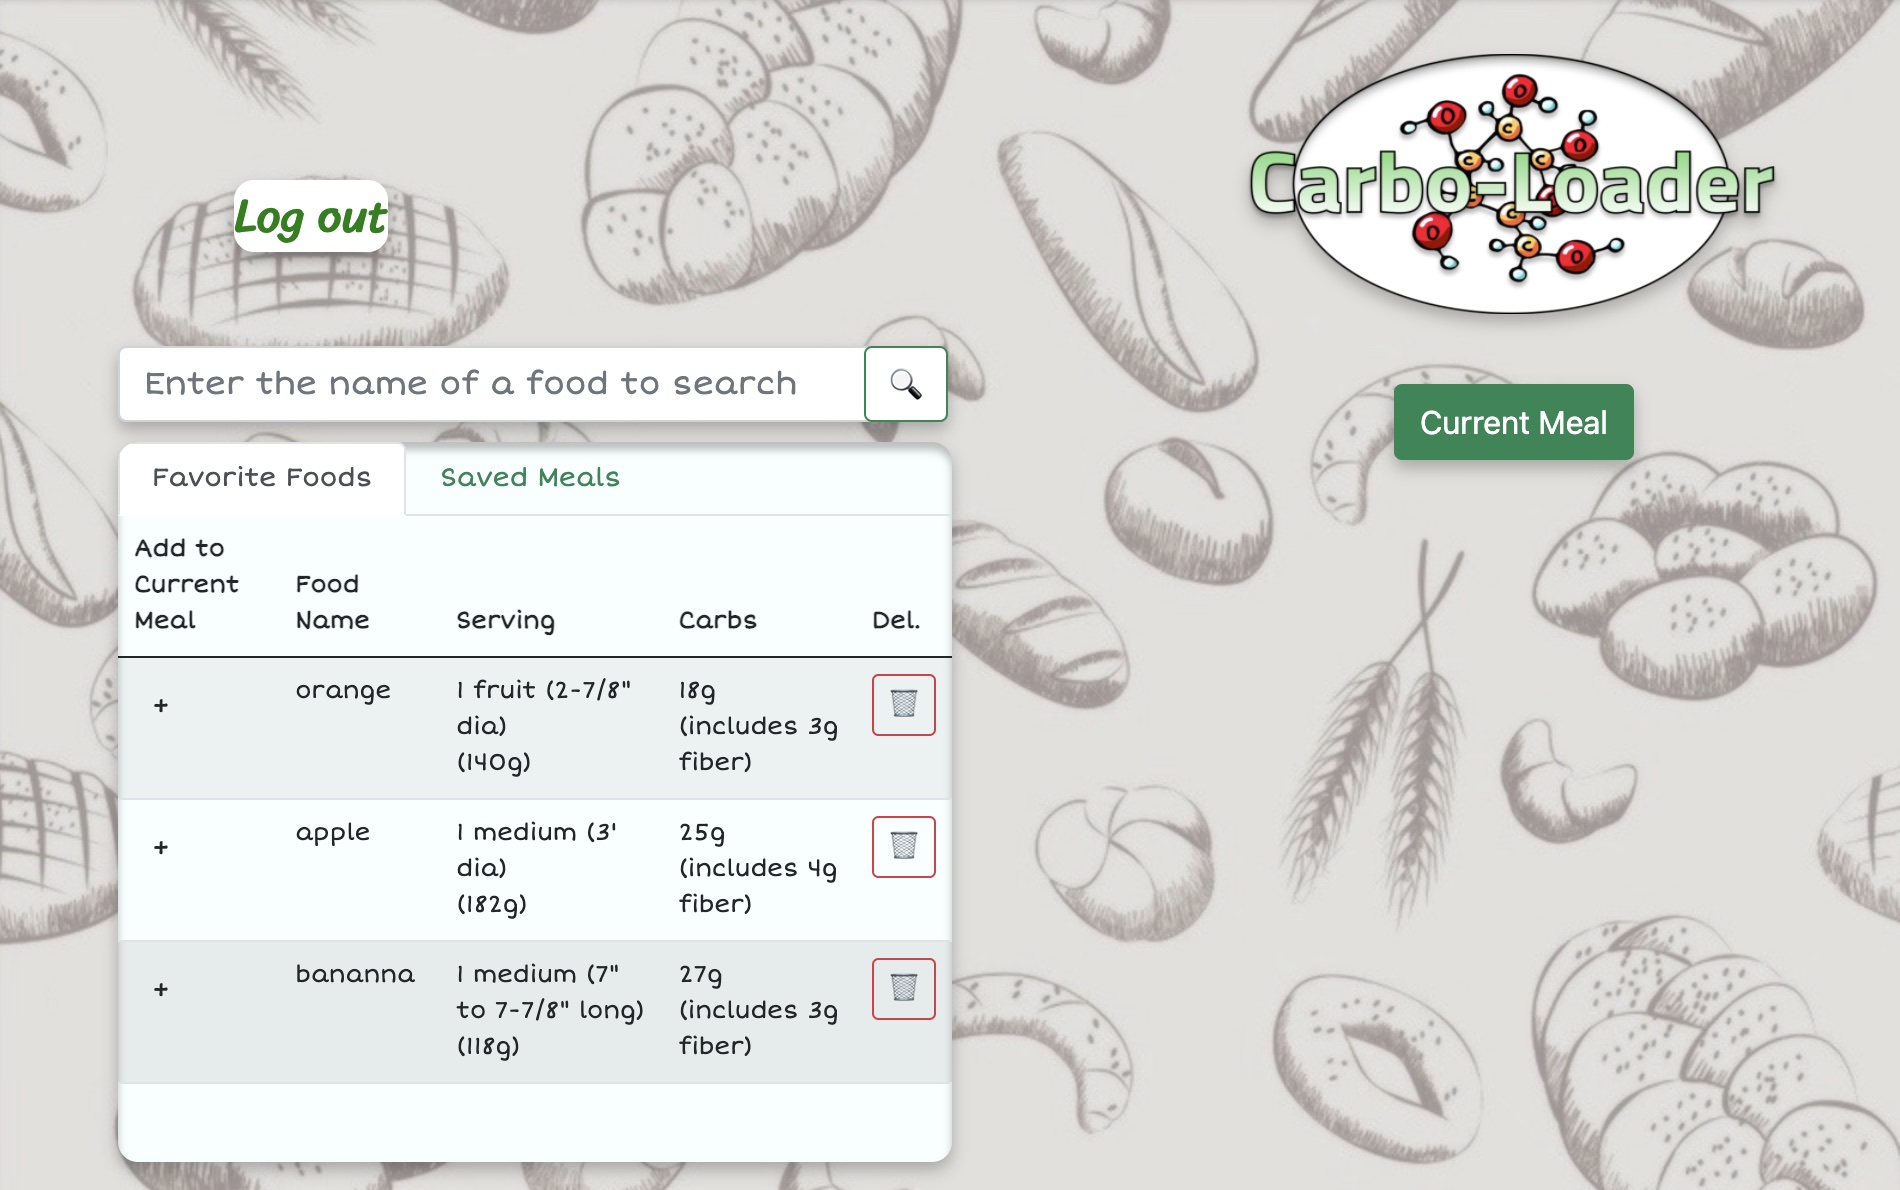 Carbo-Loader
Log out
Enter the name of a food to search
Current Meal
Favorite Foods
Saved Meals
Add to
Current
Meal
Food
Name
Serving
Carbs
Del.
+
orange
1 fruit (2-7/8"
dia)
(140g)
18g
(includes 3g
fiber)
+
apple
1 medium (3'
dia)
(182g)
25g
(includes 4g
fiber)
+
bananna
1 medium (7"
to 7-7/8" long)
(118g)
27g
(includes 3g
fiber)